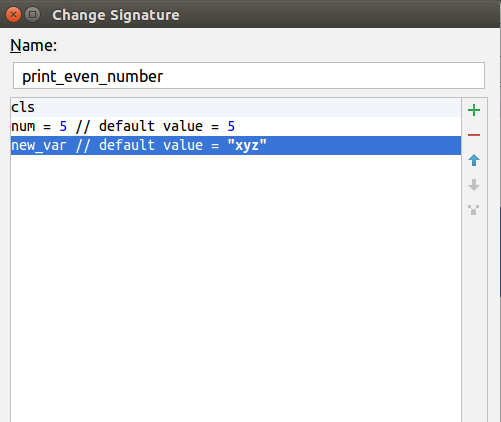 Change Signature
Name:
print_even_number
cls
num = 5 // default value = 5
new_var // default value = "xyz"